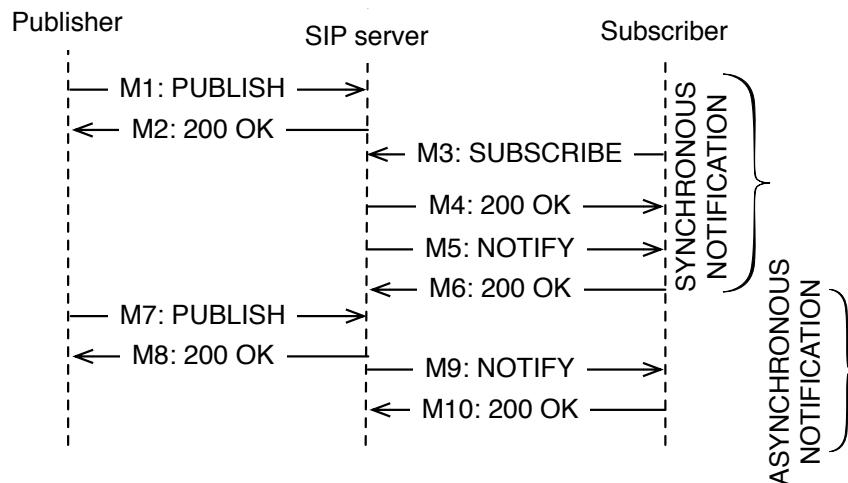 Publisher
SIP server
Subscriber
M1: PUBLISH
M2: 200 OK
M3: SUBSCRIBE
M4: 200 OK
M5: NOTIFY
M6: 200 OK
M7: PUBLISH
M8: 200 OK
M9: NOTIFY
M10: 200 OK
SYNCHRONOUS
NOTIFICATION
ASYNCHRONOUS
NOTIFICATION